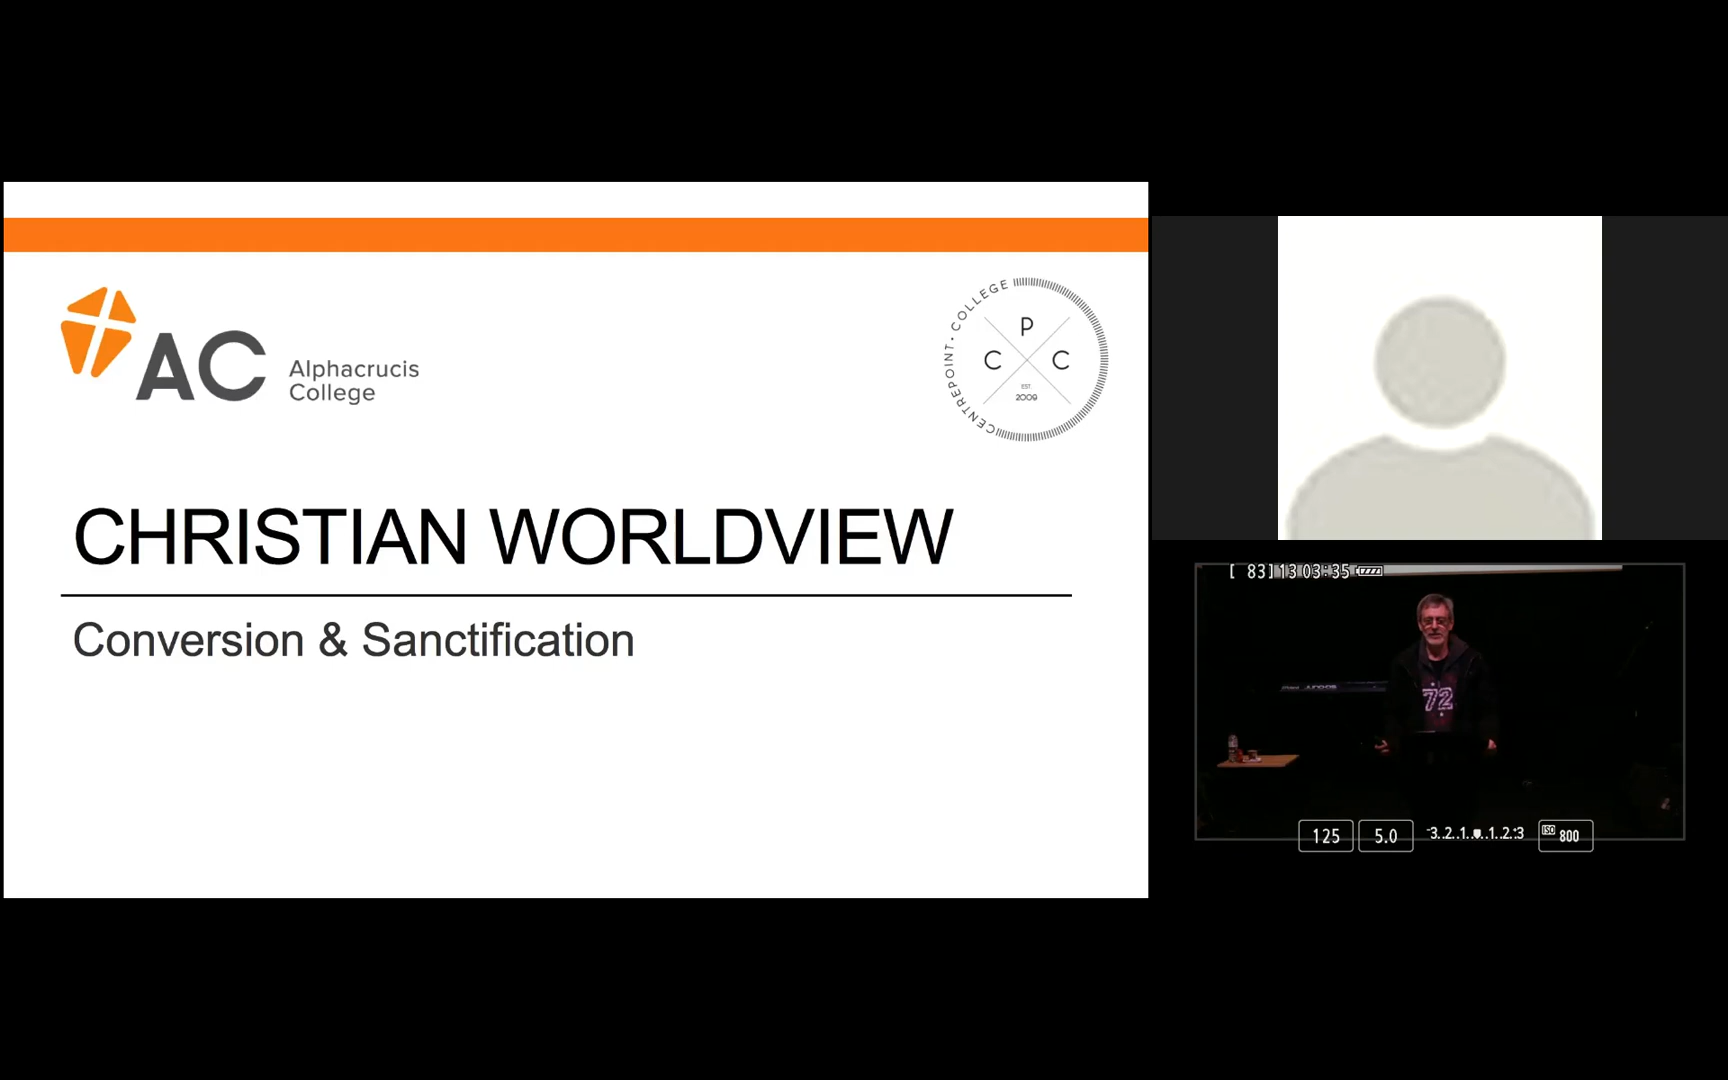 AC Alphacrucis
College
CENTREPOINT. COLLEGE
P
C C
EST.
2009
CHRISTIAN WORLDVIEW
Conversion & Sanctification
[ 83] 13 03:35
72
125 5.0 -3..2..1..0..1..2..+3 ISO 800